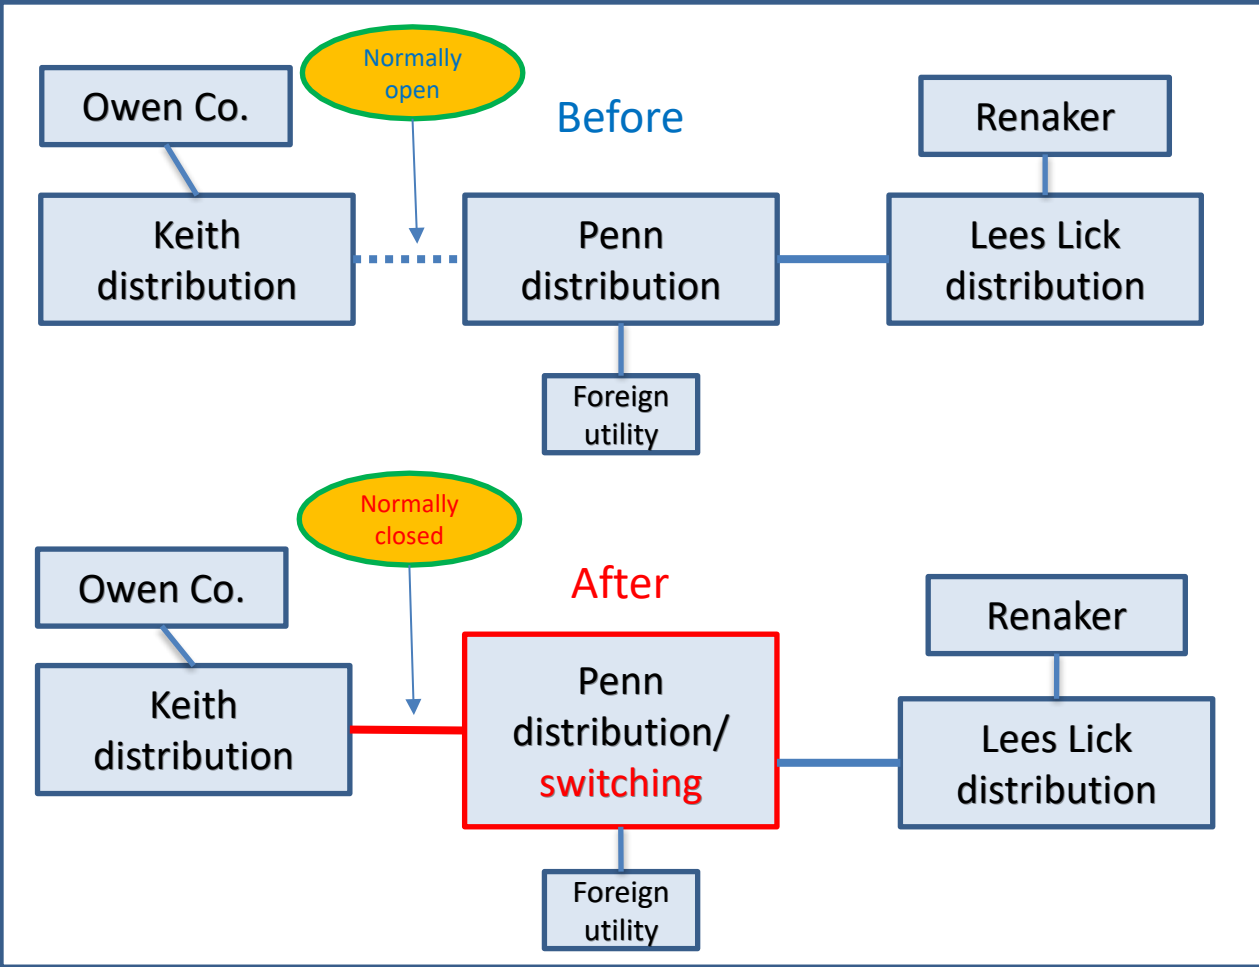 Normally
open
Before
Owen Co.
Renaker
Keith
distribution
Penn
distribution
Lees Lick
distribution
Foreign
utility
Normally
closed
After
Owen Co.
Renaker
Keith
distribution
Penn
distribution/
switching
Lees Lick
distribution
Foreign
utility